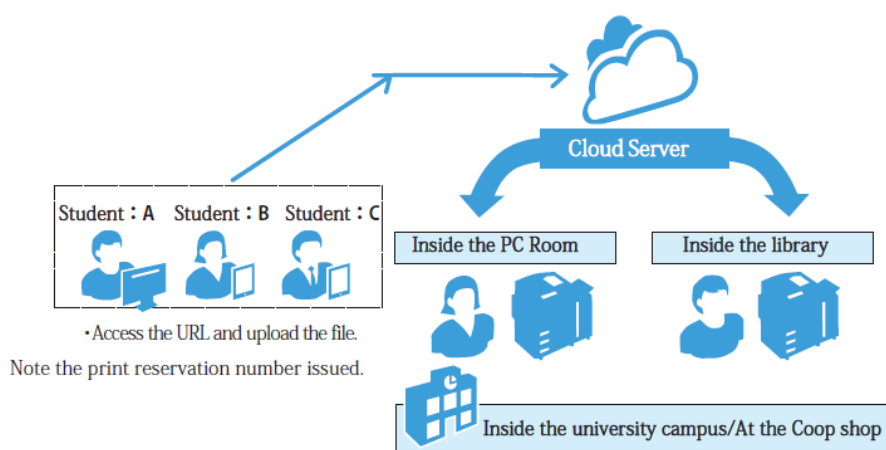 Cloud Server
Student：A Student：B Student：C
・Access the URL and upload the file.
Note the print reservation number issued.
Inside the PC Room
Inside the library
Inside the university campus/At the Coop shop